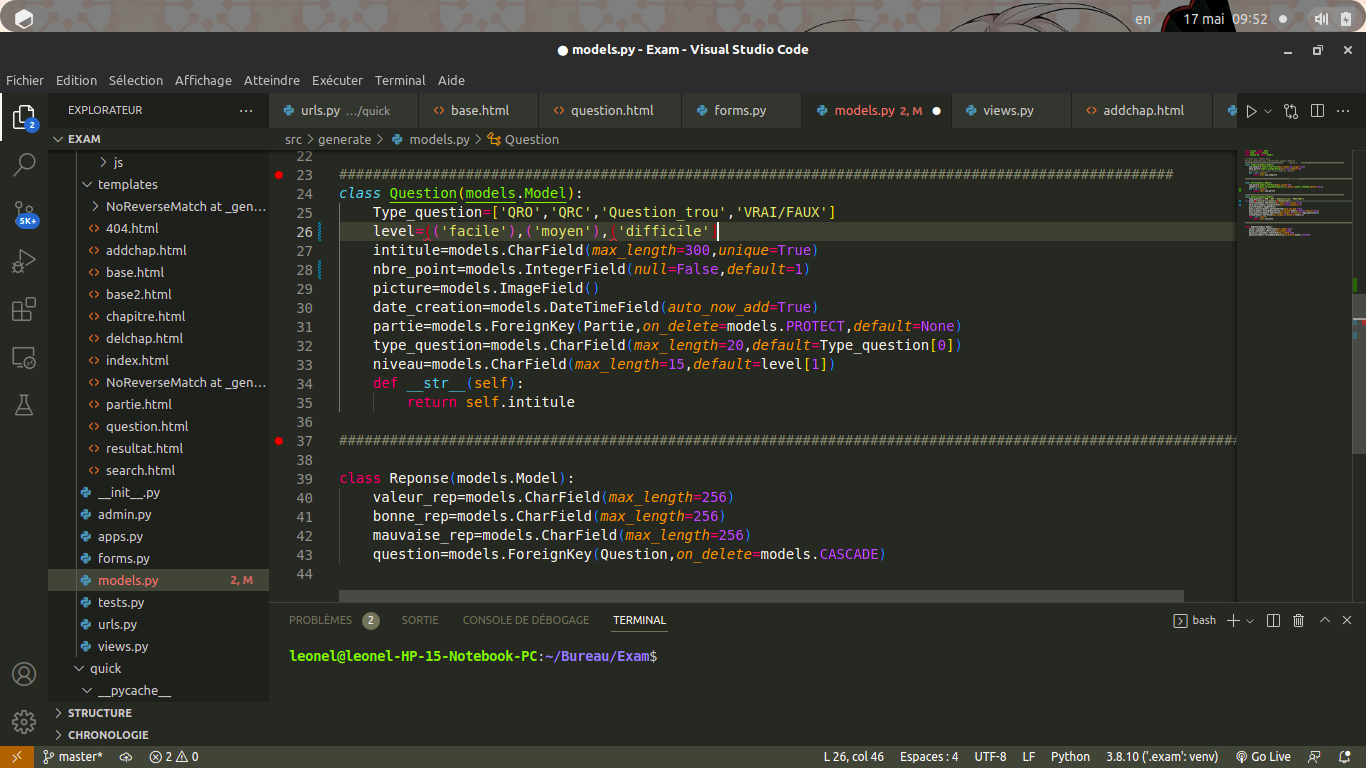 en 17 mai 09:52
models.py - Exam - Visual Studio Code
Fichier Edition Sélection Affichage Atteindre Exécuter Terminal Aide
EXPLORATEUR ...
urls.py .../quick base.html question.html forms.py models.py 2, M views.py addchap.html
2
EXAM
src > generate > models.py > Question
js
templates
NoReverseMatch at _gen...
404.html
addchap.html
base.html
base2.html
chapitre.html
delchap.html
index.html
NoReverseMatch at _gen...
partie.html
question.html
resultat.html
search.html
__init__.py
admin.py
apps.py
forms.py
models.py 2, M
tests.py
urls.py
views.py
quick
__pycache__
STRUCTURE
CHRONOLOGIE
5K+
22
23 ###################################################################################################
24 class Question(models.Model):
25 Type_question=['QRO','QRC','Question_trou','VRAI/FAUX']
26 level=(('facile'),('moyen'),('difficile'
27 intitule=models.CharField(max_length=300,unique=True)
28 nbre_point=models.IntegerField(null=False,default=1)
29 picture=models.ImageField()
30 date_creation=models.DateTimeField(auto_now_add=True)
31 partie=models.ForeignKey(Partie,on_delete=models.PROTECT,default=None)
32 type_question=models.CharField(max_length=20,default=Type_question[0])
33 niveau=models.CharField(max_length=15,default=level[1])
34 def __str__(self):
35 return self.intitule
36
37 ###########################################################################################################
38
39 class Reponse(models.Model):
40 valeur_rep=models.CharField(max_length=256)
41 bonne_rep=models.CharField(max_length=256)
42 mauvaise_rep=models.CharField(max_length=256)
43 question=models.ForeignKey(Question,on_delete=models.CASCADE)
44
PROBLÈMES 2 SORTIE CONSOLE DE DÉBOGAGE TERMINAL bash
leonel@leonel-HP-15-Notebook-PC:~/Bureau/Exam$
master* 2 0 L 26, col 46 Espaces : 4 UTF-8 LF Python 3.8.10 ('.exam': venv) Go Live